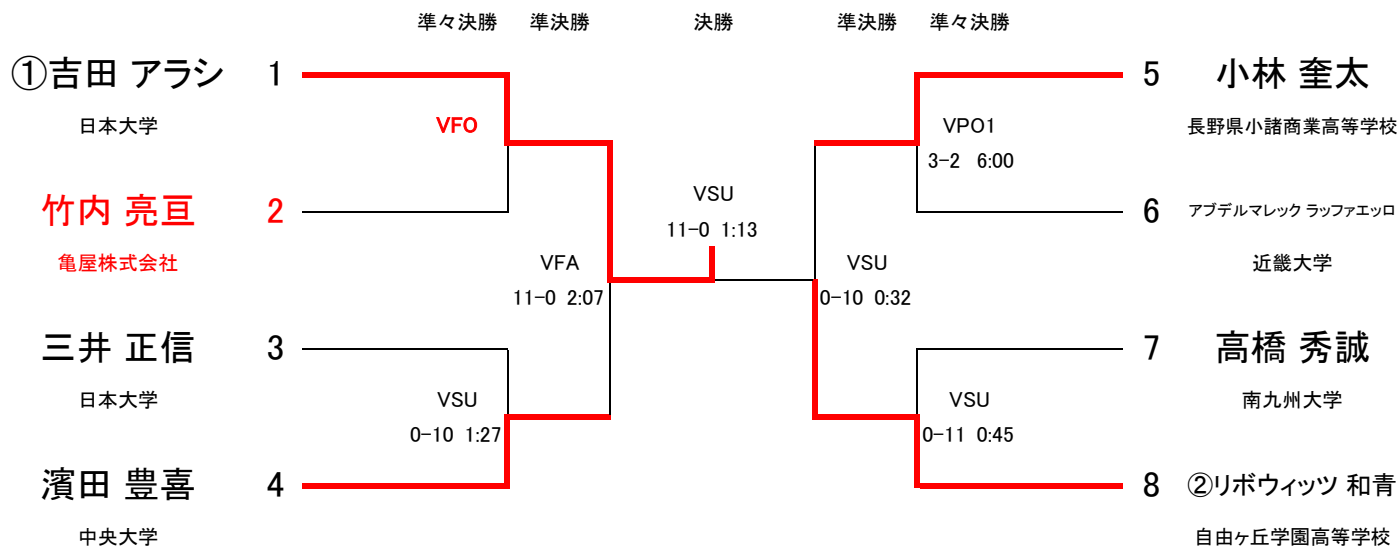 準々決勝 準決勝 決勝 準決勝 準々決勝
①吉田 アラシ 1
日本大学
VFO
竹内 亮亘 2
亀屋株式会社
VFA
11-0 2:07
三井 正信 3
日本大学
VSU
0-10 1:27
濱田 豊喜 4
中央大学
VSU
11-0 1:13
5 小林 奎太
長野県小諸商業高等学校
VPO1
3-2 6:00
6 アブデルマレック ラッファエッロ
近畿大学
VSU
0-10 0:32
7 高橋 秀誠
南九州大学
VSU
0-11 0:45
8 ②リボウィッツ 和青
自由ヶ丘学園高等学校